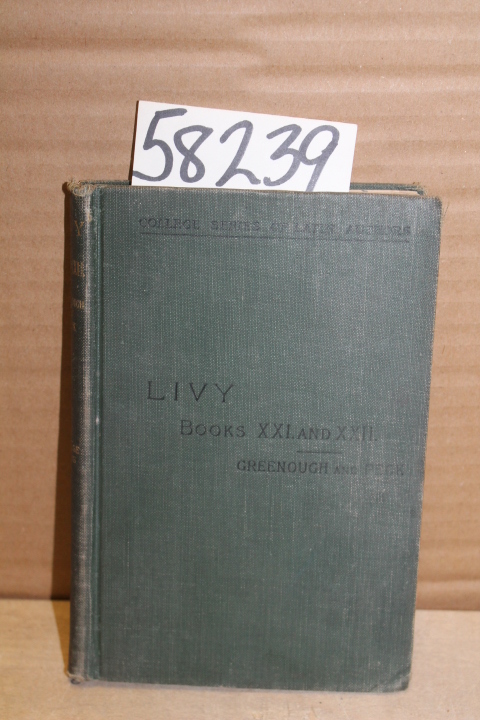 58239
COLLEGE SERIES OF LATIN AUTHORS
LIVY
BOOKS XXI. AND XXII.
GREENOUGH AND PECK